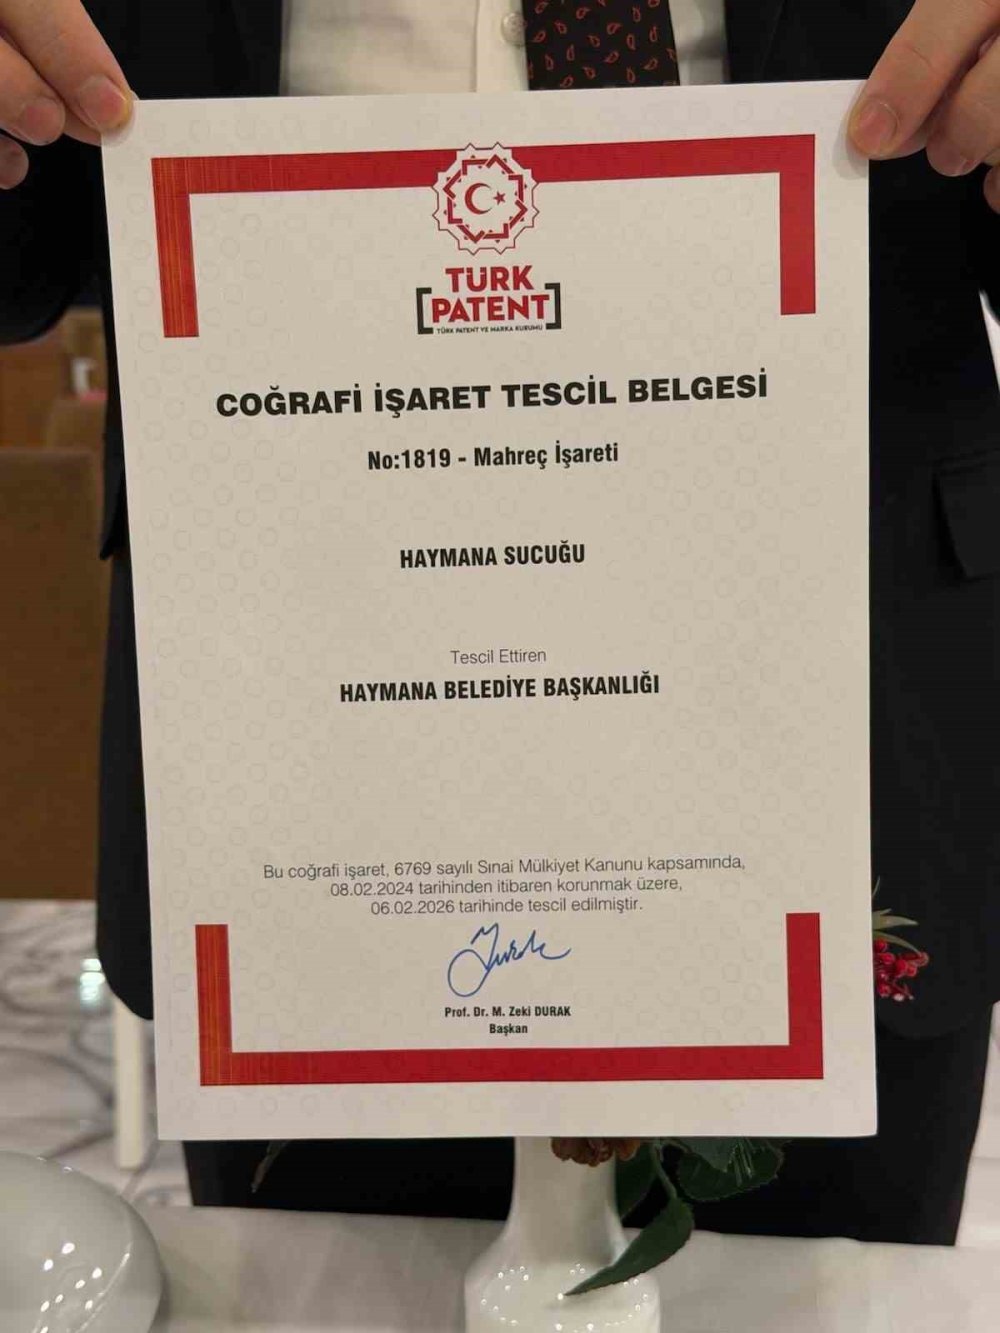 TÜRK
PATENT
TÜRK PATENT VE MARKA KURUMU
COĞRAFİ İŞARET TESCİL BELGESİ
No:1819 - Mahreç İşareti
HAYMANA SUCUĞU
Tescil Ettiren
HAYMANA BELEDİYE BAŞKANLIĞI
Bu coğrafi işaret, 6769 sayılı Sınai Mülkiyet Kanunu kapsamında,
08.02.2024 tarihinden itibaren korunmak üzere,
06.02.2026 tarihinde tescil edilmiştir.
Prof. Dr. M. Zeki DURAK
Başkan